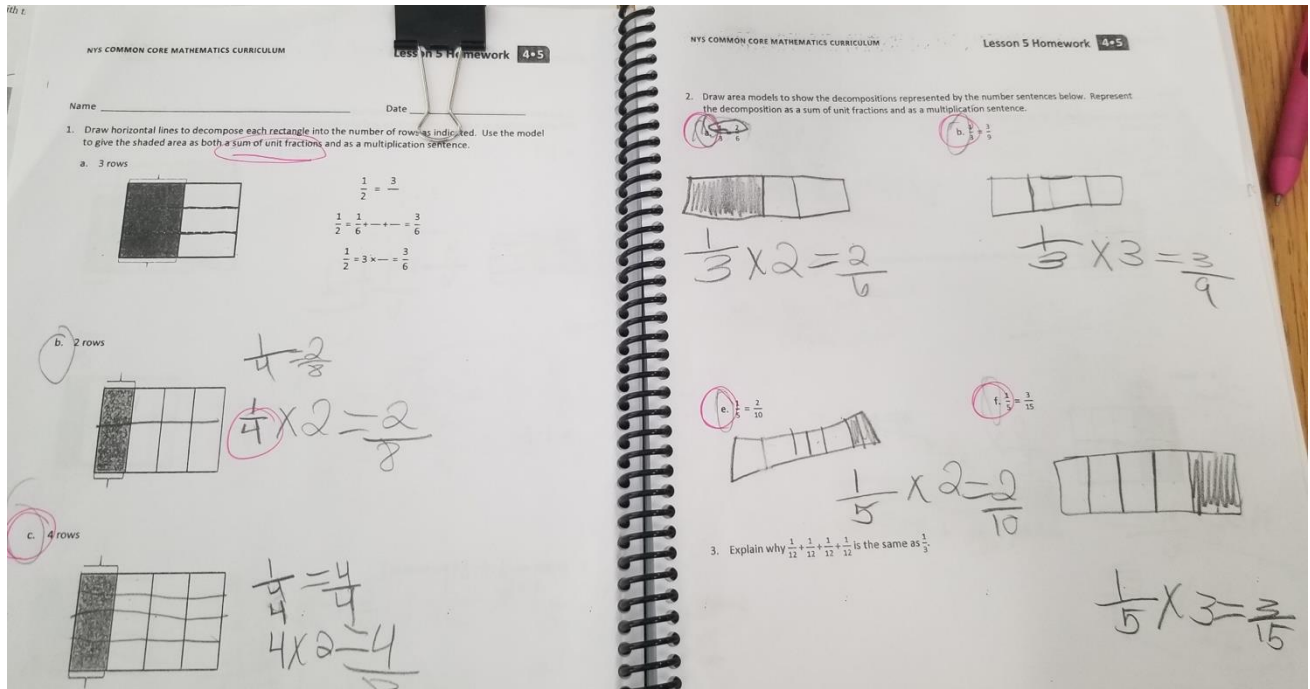 ith t
NYS COMMON CORE MATHEMATICS CURRICULUM
Lesson 5 Homework 4•5
Name
Date
1. Draw horizontal lines to decompose each rectangle into the number of rows as indicated. Use the model
to give the shaded area as both a sum of unit fractions and as a multiplication sentence.
a. 3 rows
1/2 = 3/
1/2 = 1/6 + — + — = 3/6
1/2 = 3 × — = 3/6
b. 2 rows
1/4 = 2/8
1/4 × 2 = 2/8
c. 4 rows
4 × 2 = 4
NYS COMMON CORE MATHEMATICS CURRICULUM
Lesson 5 Homework 4•5
2. Draw area models to show the decompositions represented by the number sentences below. Represent
the decomposition as a sum of unit fractions and as a multiplication sentence.
b. 1/3 = 3/9
1/3 × 2 = 2/6
1/3 × 3 = 3/9
e. 1/5 = 2/10
f. 1/5 = 3/15
1/5 × 2 = 2/10
3. Explain why 1/12 + 1/12 + 1/12 + 1/12 is the same as 1/3.
1/5 × 3 = 3/15